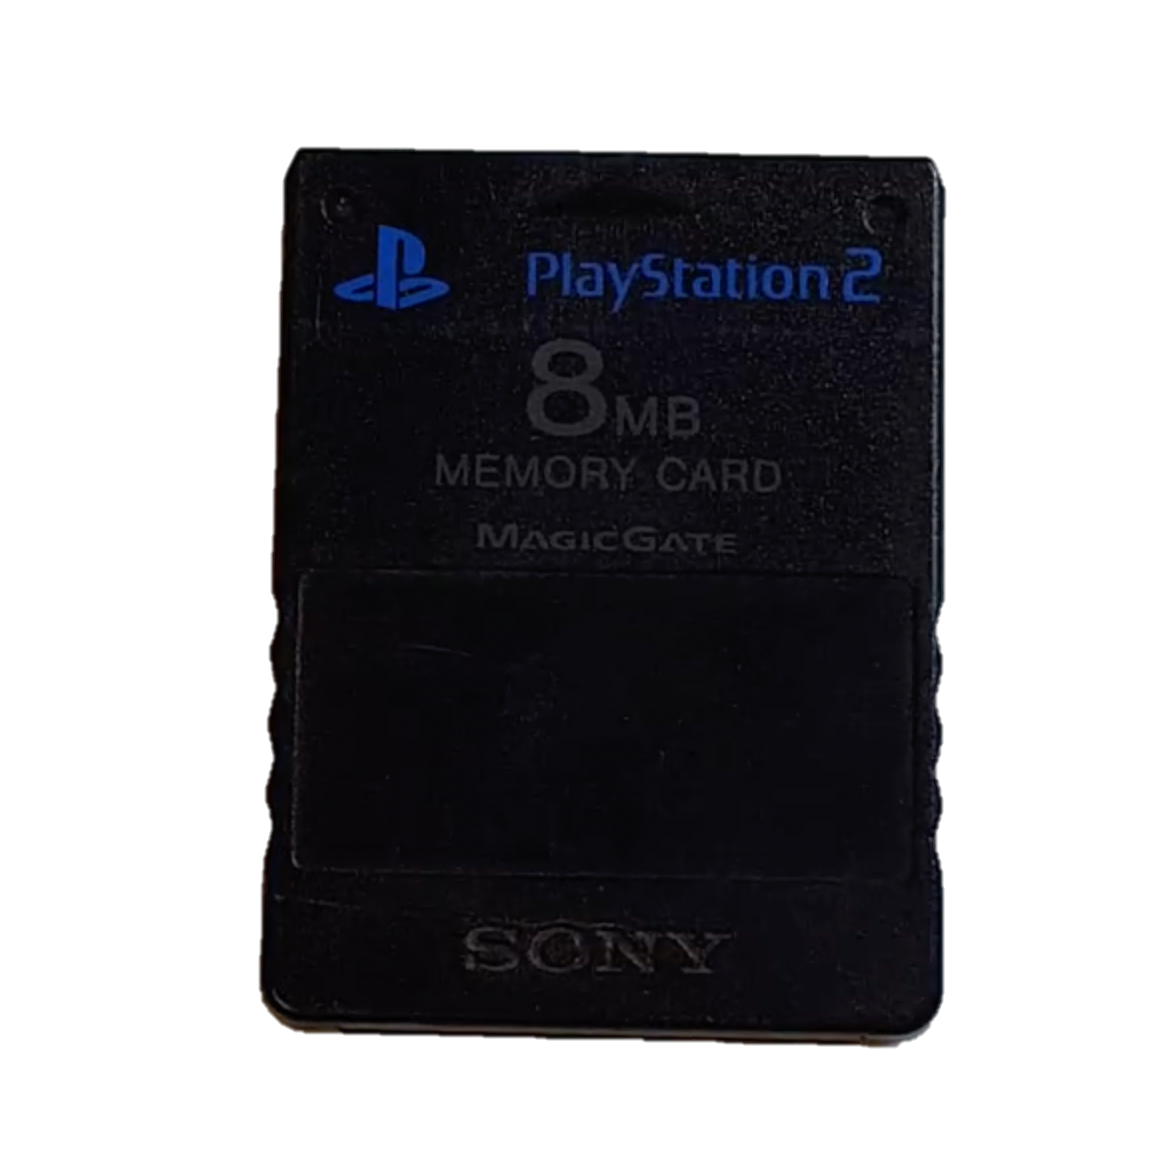 PlayStation 2
8MB
MEMORY CARD
MAGICGATE
SONY